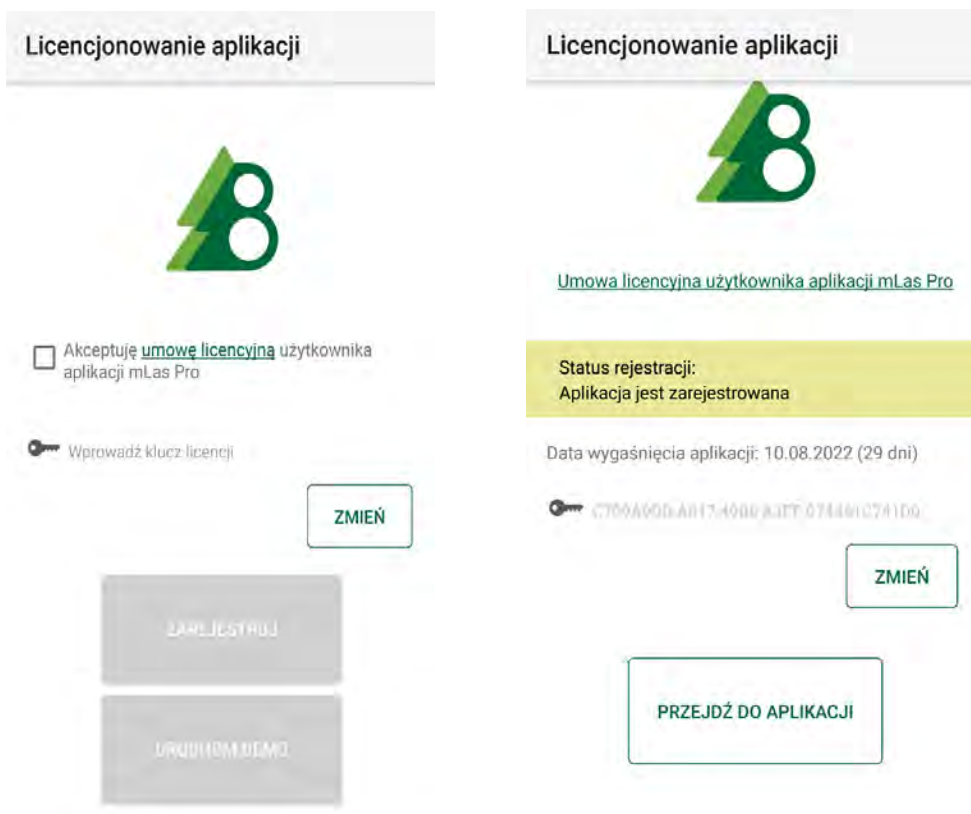 Licencjonowanie aplikacji
Akceptuję umowę licencyjną użytkownika
aplikacji mLas Pro
Wprowadź klucz licencji
ZMIEŃ
ZAREJESTRUJ
URUCHOM DEMO
Licencjonowanie aplikacji
Umowa licencyjna użytkownika aplikacji mLas Pro
Status rejestracji:
Aplikacja jest zarejestrowana
Data wygaśnięcia aplikacji: 10.08.2022 (29 dni)
ZMIEŃ
PRZEJDŹ DO APLIKACJI